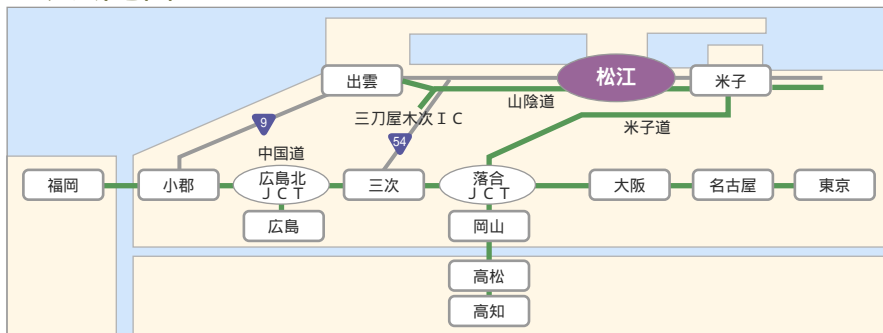 松江
出雲
米子
山陰道
三刀屋木次ＩＣ
米子道
9
54
中国道
福岡
小郡
広島北
ＪＣＴ
三次
落合
ＪＣＴ
大阪
名古屋
東京
広島
岡山
高松
高知